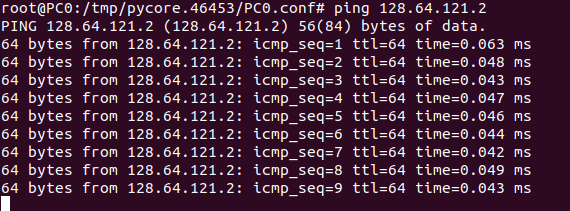 root@PC0:/tmp/pycore.46453/PC0.conf# ping 128.64.121.2
PING 128.64.121.2 (128.64.121.2) 56(84) bytes of data.
64 bytes from 128.64.121.2: icmp_seq=1 ttl=64 time=0.063 ms
64 bytes from 128.64.121.2: icmp_seq=2 ttl=64 time=0.048 ms
64 bytes from 128.64.121.2: icmp_seq=3 ttl=64 time=0.043 ms
64 bytes from 128.64.121.2: icmp_seq=4 ttl=64 time=0.047 ms
64 bytes from 128.64.121.2: icmp_seq=5 ttl=64 time=0.046 ms
64 bytes from 128.64.121.2: icmp_seq=6 ttl=64 time=0.044 ms
64 bytes from 128.64.121.2: icmp_seq=7 ttl=64 time=0.042 ms
64 bytes from 128.64.121.2: icmp_seq=8 ttl=64 time=0.049 ms
64 bytes from 128.64.121.2: icmp_seq=9 ttl=64 time=0.043 ms